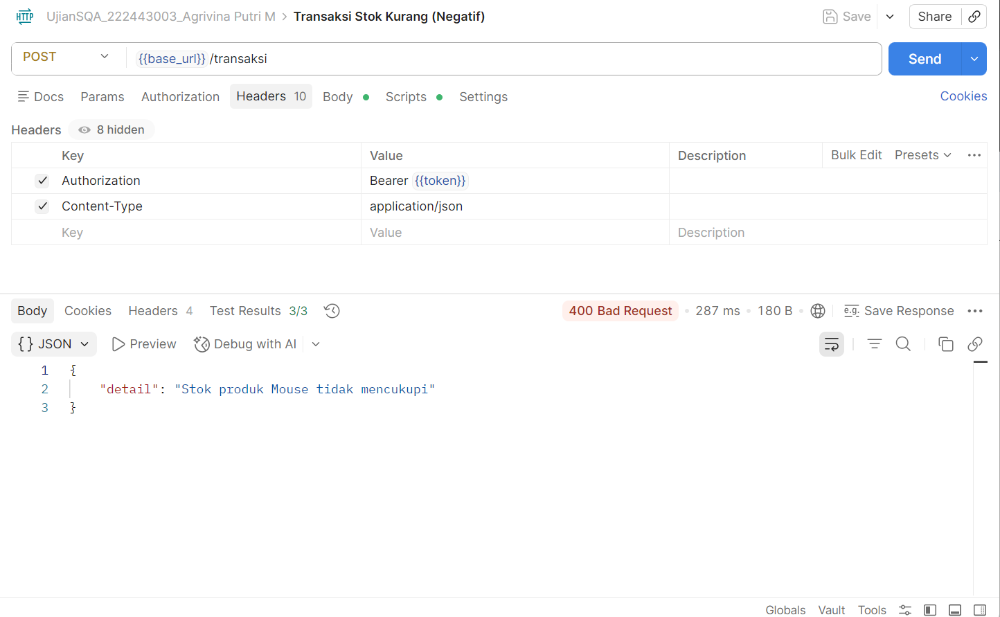 HTTP UjianSQA_222443003_Agrivina Putri M > Transaksi Stok Kurang (Negatif) Save Share
POST {{base_url}} /transaksi Send
Docs Params Authorization Headers 10 Body Scripts Settings Cookies
Headers 8 hidden
Key Value Description Bulk Edit Presets
Authorization Bearer {{token}}
Content-Type application/json
Key Value Description
Body Cookies Headers 4 Test Results 3/3 400 Bad Request 287 ms 180 B e.g. Save Response
{} JSON Preview Debug with AI
1 {
2 "detail": "Stok produk Mouse tidak mencukupi"
3 }
Globals Vault Tools